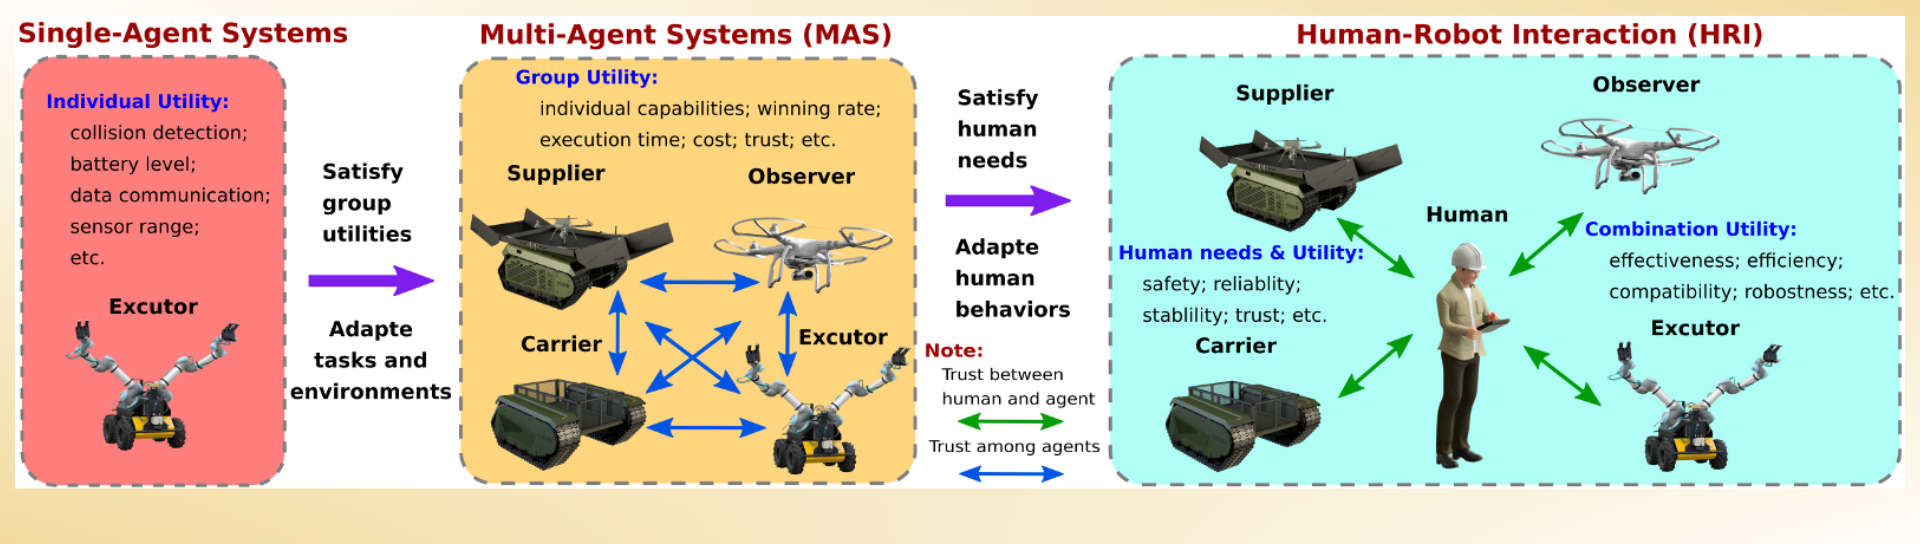 Single-Agent Systems
Individual Utility:
collision detection;
battery level;
data communication;
sensor range;
etc.
Excutor
Satisfy
group
utilities
Adapte
tasks and
environments
Multi-Agent Systems (MAS)
Group Utility:
individual capabilities; winning rate;
execution time; cost; trust; etc.
Supplier
Observer
Carrier
Excutor
Satisfy
human
needs
Adapte
human
behaviors
Note:
Trust between
human and agent
Trust among agents
Human-Robot Interaction (HRI)
Supplier
Observer
Human
Human needs & Utility:
safety; reliablity;
stablility; trust; etc.
Combination Utility:
effectiveness; efficiency;
compatibility; robostness; etc.
Carrier
Excutor